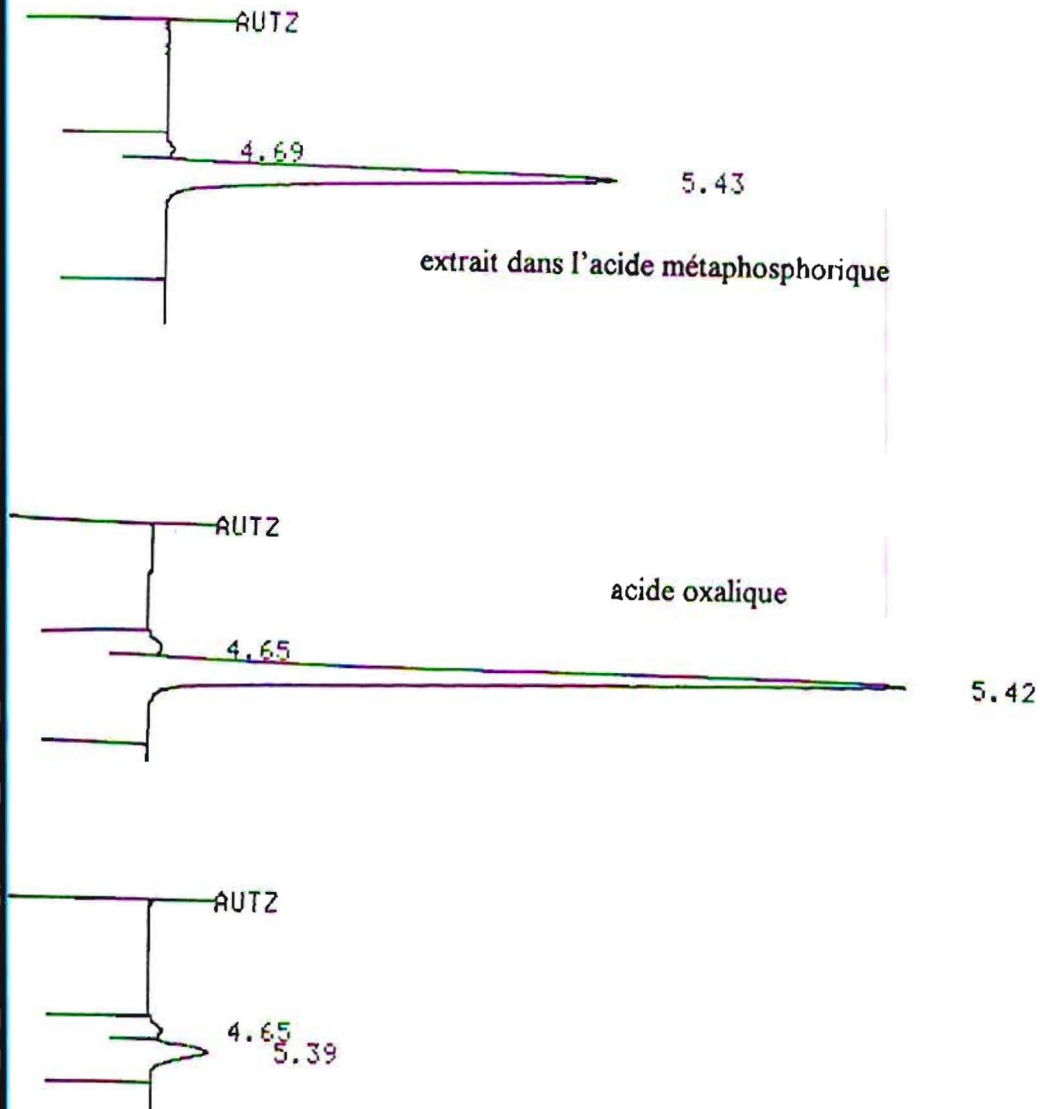 AUTZ
4.69
5.43
extrait dans l'acide métaphosphorique
AUTZ
acide oxalique
4.65
5.42
AUTZ
4.65
5.39